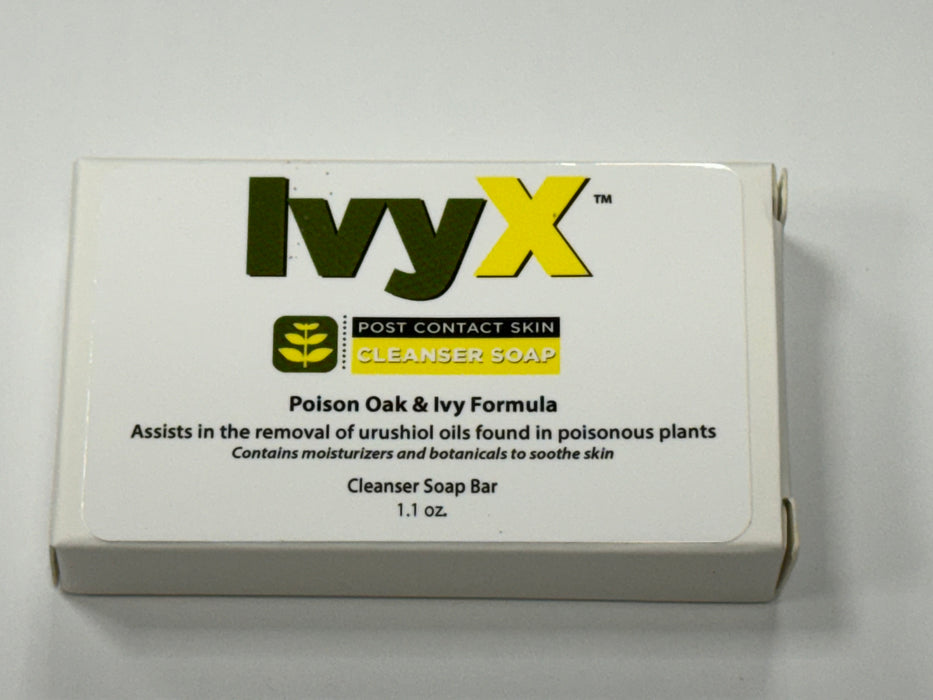 IvyX™
POST CONTACT SKIN
CLEANSER SOAP
Poison Oak & Ivy Formula
Assists in the removal of urushiol oils found in poisonous plants
Contains moisturizers and botanicals to soothe skin
Cleanser Soap Bar
1.1 oz.